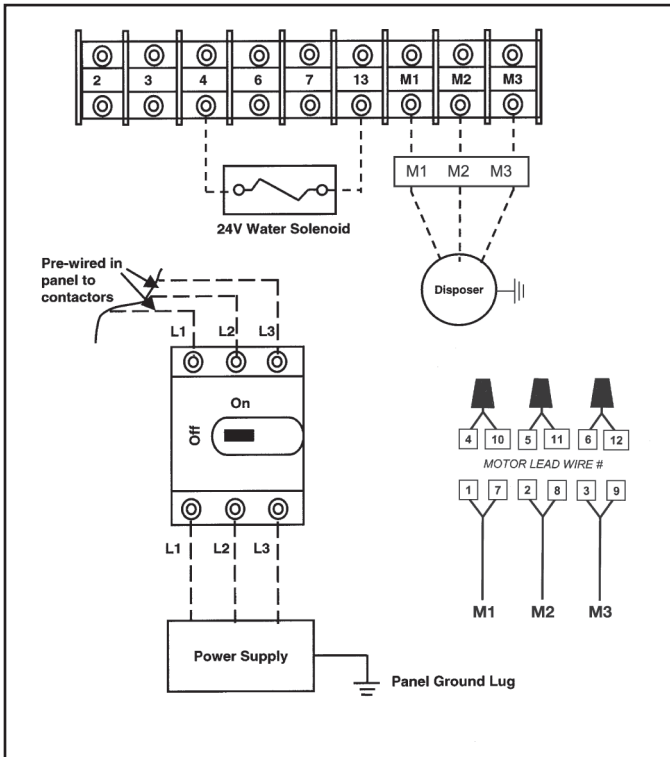 2 3 4 6 7 13 M1 M2 M3
M1 M2 M3
24V Water Solenoid
Disposer
Pre-wired in
panel to
contactors
L1 L2 L3
On
Off
L1 L2 L3
Power Supply
Panel Ground Lug
4 10 5 11 6 12
MOTOR LEAD WIRE #
1 7 2 8 3 9
M1 M2 M3